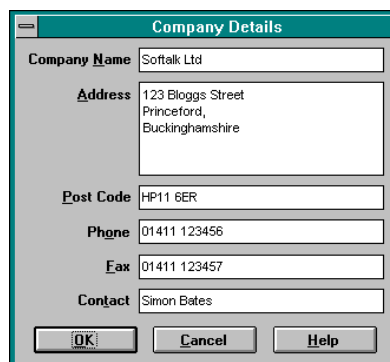 Company Details
Company Name Softalk Ltd
Address 123 Bloggs Street
Princeford,
Buckinghamshire
Post Code HP11 6ER
Phone 01411 123456
Fax 01411 123457
Contact Simon Bates
OK Cancel Help